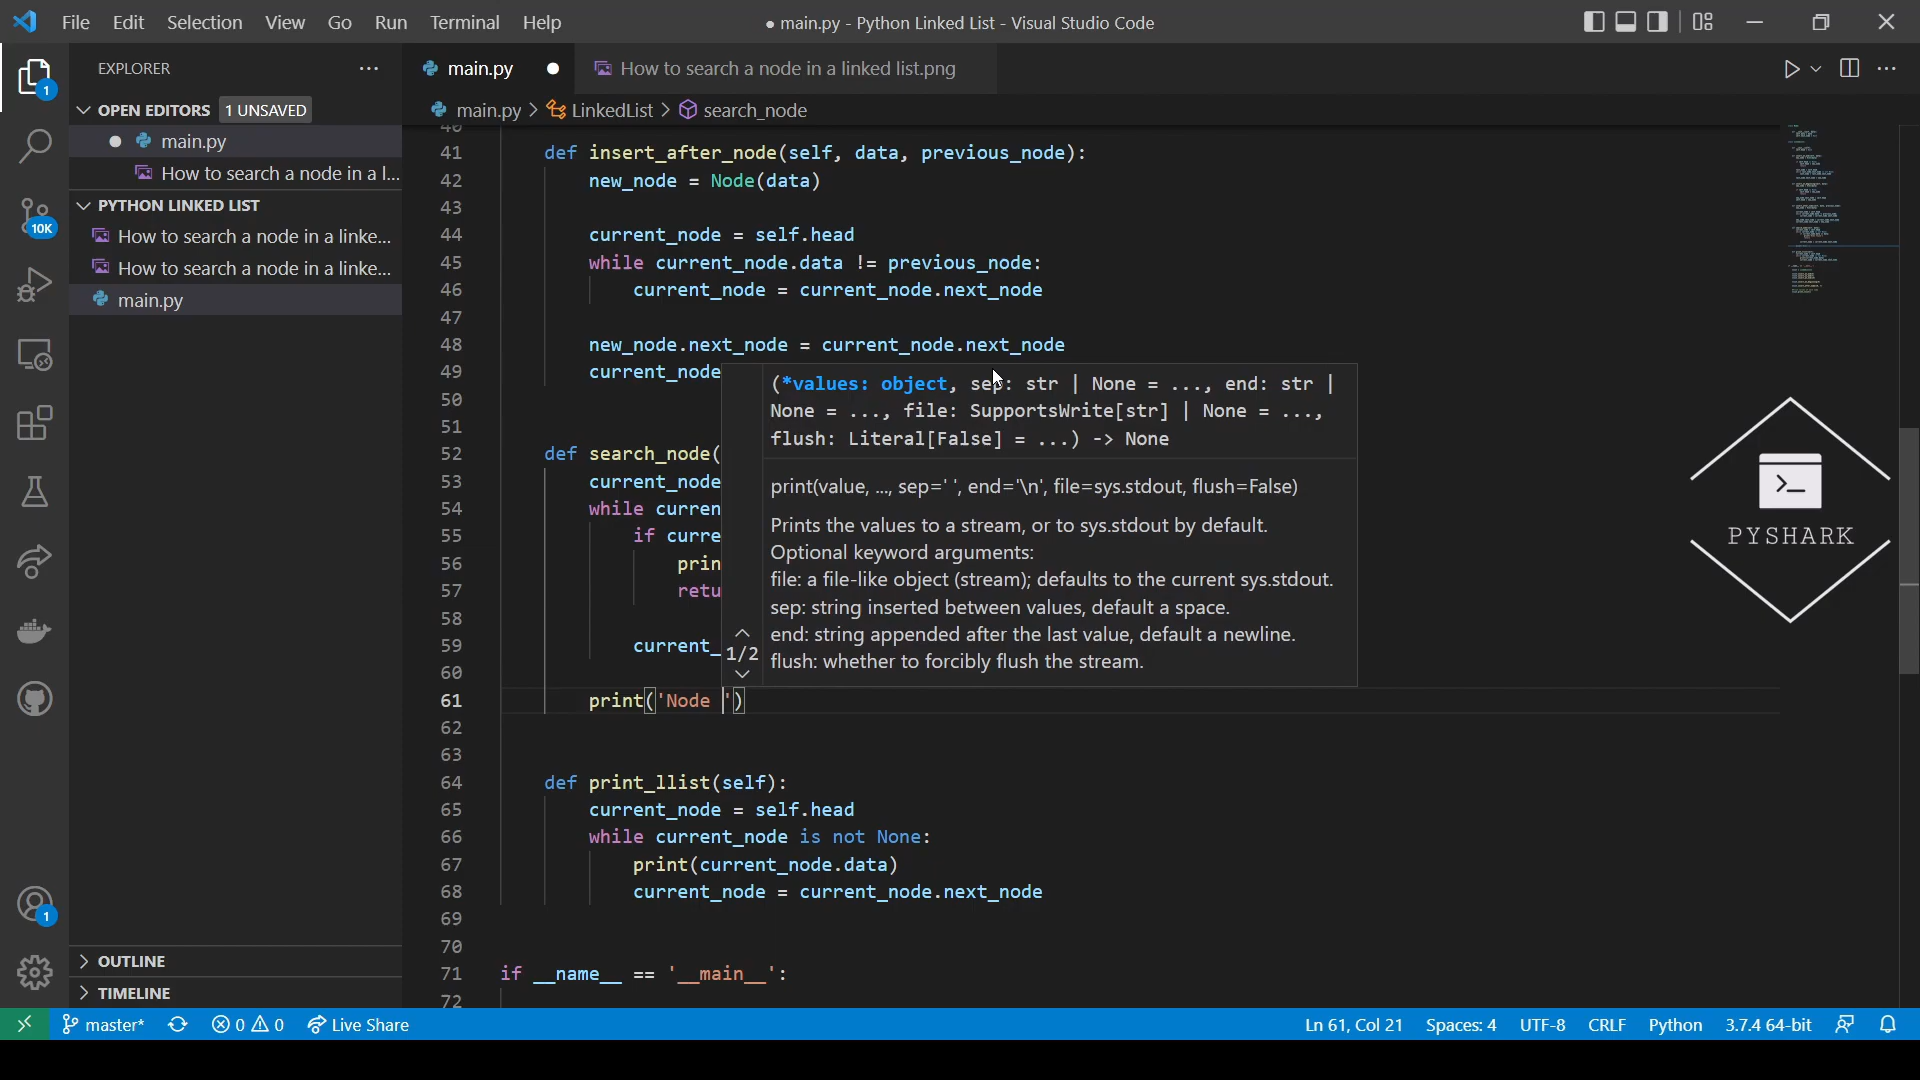 File Edit Selection View Go Run Terminal Help
● main.py - Python Linked List - Visual Studio Code
EXPLORER
OPEN EDITORS 1 UNSAVED
main.py
How to search a node in a l...
PYTHON LINKED LIST
How to search a node in a linke...
How to search a node in a linke...
main.py
OUTLINE
TIMELINE
1
10K
1
main.py
How to search a node in a linked list.png
main.py > LinkedList > search_node
40
41 def insert_after_node(self, data, previous_node):
42 new_node = Node(data)
43
44 current_node = self.head
45 while current_node.data != previous_node:
46 current_node = current_node.next_node
47
48 new_node.next_node = current_node.next_node
49 current_node
50
51
52 def search_node(
53 current_node
54 while curren
55 if curre
56 prin
57 retu
58
59 current_
60
61 print('Node ')
62
63
64 def print_llist(self):
65 current_node = self.head
66 while current_node is not None:
67 print(current_node.data)
68 current_node = current_node.next_node
69
70
71 if __name__ == '__main__':
72
(*values: object, sep: str | None = ..., end: str |
None = ..., file: SupportsWrite[str] | None = ...,
flush: Literal[False] = ...) -> None
print(value, ..., sep=' ', end='\n', file=sys.stdout, flush=False)
Prints the values to a stream, or to sys.stdout by default.
Optional keyword arguments:
file: a file-like object (stream); defaults to the current sys.stdout.
sep: string inserted between values, default a space.
end: string appended after the last value, default a newline.
flush: whether to forcibly flush the stream.
1/2
>_
PYSHARK
master* 0 0 Live Share
Ln 61, Col 21 Spaces: 4 UTF-8 CRLF Python 3.7.4 64-bit